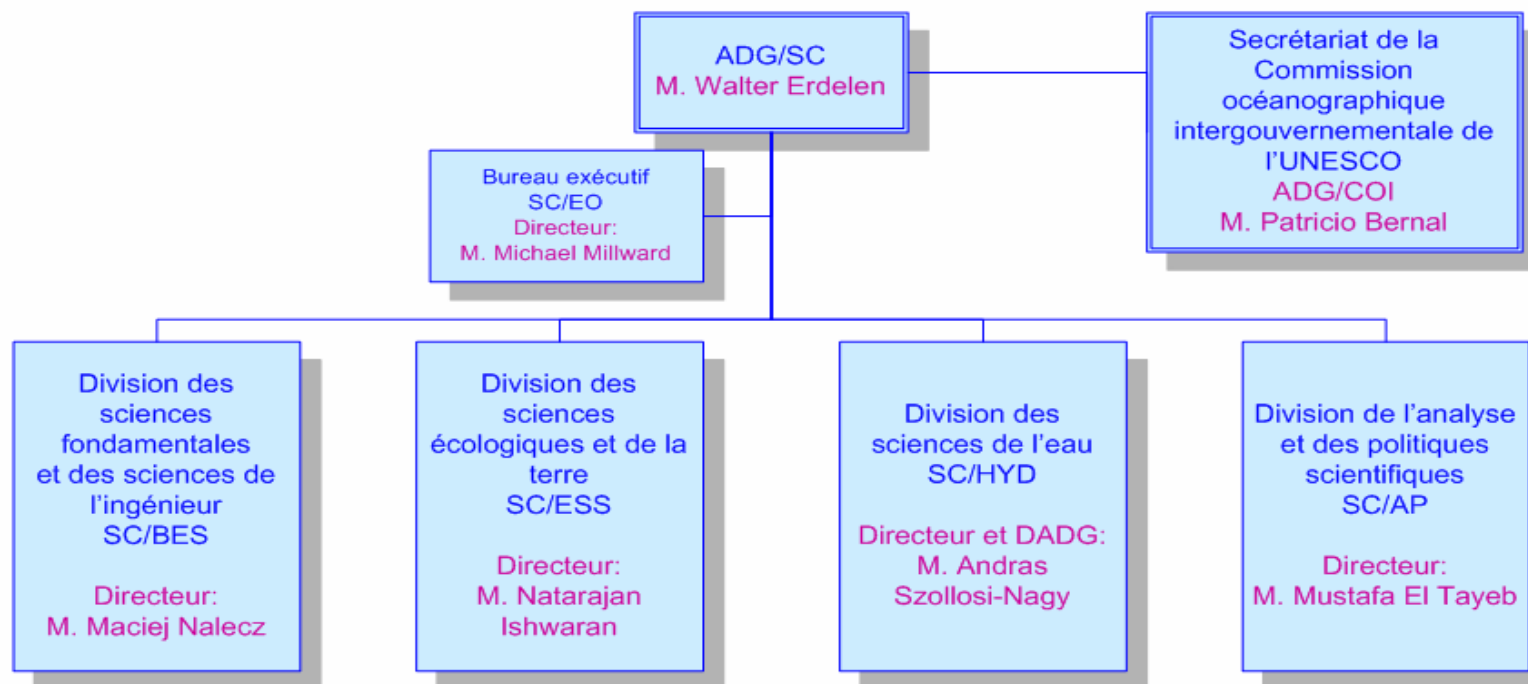 ADG/SC
M. Walter Erdelen
Secrétariat de la
Commission
océanographique
intergouvernementale de
l'UNESCO
ADG/COI
M. Patricio Bernal
Bureau exécutif
SC/EO
Directeur:
M. Michael Millward
Division des
sciences
fondamentales
et des sciences de
l'ingénieur
SC/BES
Directeur:
M. Maciej Nalecz
Division des
sciences
écologiques et de la
terre
SC/ESS
Directeur:
M. Natarajan
Ishwaran
Division des
sciences de l'eau
SC/HYD
Directeur et DADG:
M. Andras
Szollosi-Nagy
Division de l'analyse
et des politiques
scientifiques
SC/AP
Directeur:
M. Mustafa El Tayeb